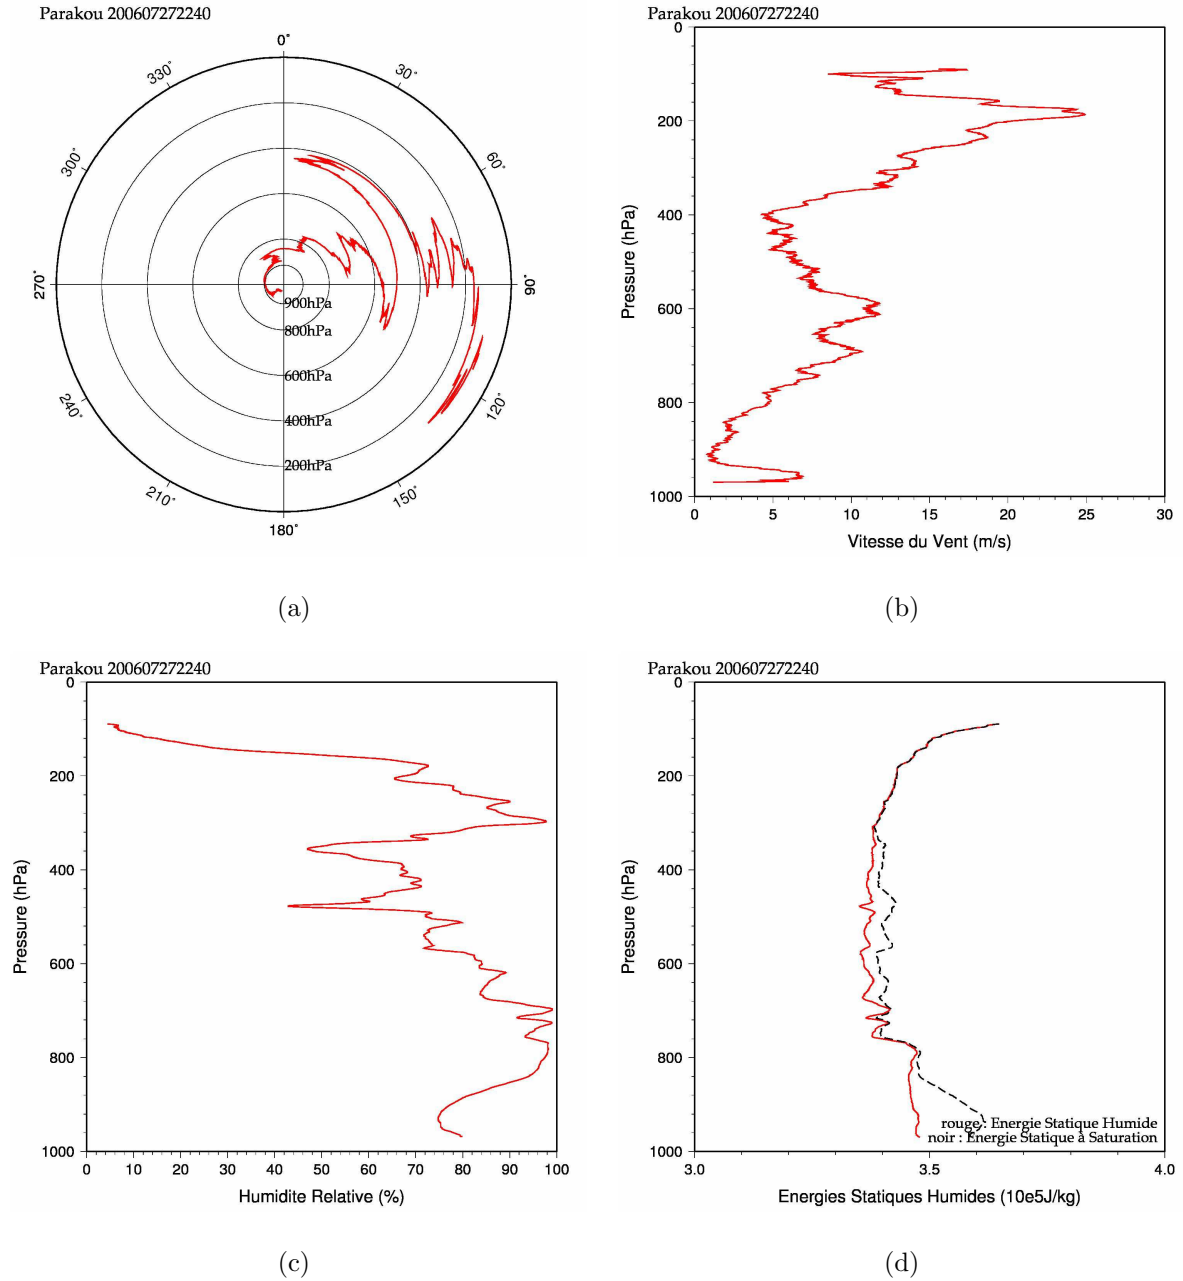 Parakou 200607272240
0°
30°
60°
90°
120°
150°
180°
210°
240°
270°
300°
330°
900hPa
800hPa
600hPa
400hPa
200hPa
(a)
Parakou 200607272240
0
200
400
600
800
1000
Pressure (hPa)
0 5 10 15 20 25 30
Vitesse du Vent (m/s)
(b)
Parakou 200607272240
0
200
400
600
800
1000
Pressure (hPa)
0 10 20 30 40 50 60 70 80 90 100
Humidite Relative (%)
(c)
Parakou 200607272240
0
200
400
600
800
1000
Pressure (hPa)
rouge : Energie Statique Humide
noir : Energie Statique à Saturation
3.0 3.5 4.0
Energies Statiques Humides (10e5J/kg)
(d)